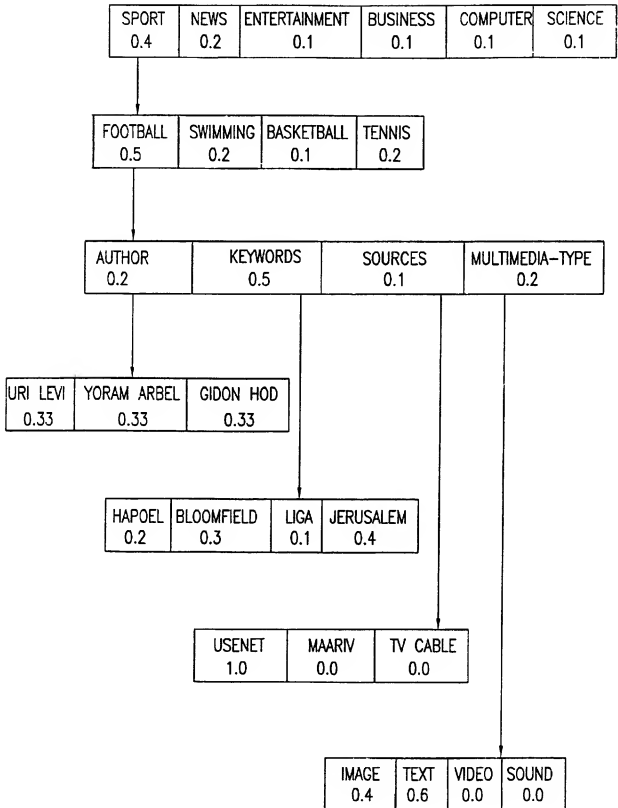 SPORT NEWS ENTERTAINMENT BUSINESS COMPUTER SCIENCE
0.4 0.2 0.1 0.1 0.1 0.1
FOOTBALL SWIMMING BASKETBALL TENNIS
0.5 0.2 0.1 0.2
AUTHOR KEYWORDS SOURCES MULTIMEDIA-TYPE
0.2 0.5 0.1 0.2
URI LEVI YORAM ARBEL GIDON HOD
0.33 0.33 0.33
HAPOEL BLOOMFIELD LIGA JERUSALEM
0.2 0.3 0.1 0.4
USENET MAARIV TV CABLE
1.0 0.0 0.0
IMAGE TEXT VIDEO SOUND
0.4 0.6 0.0 0.0